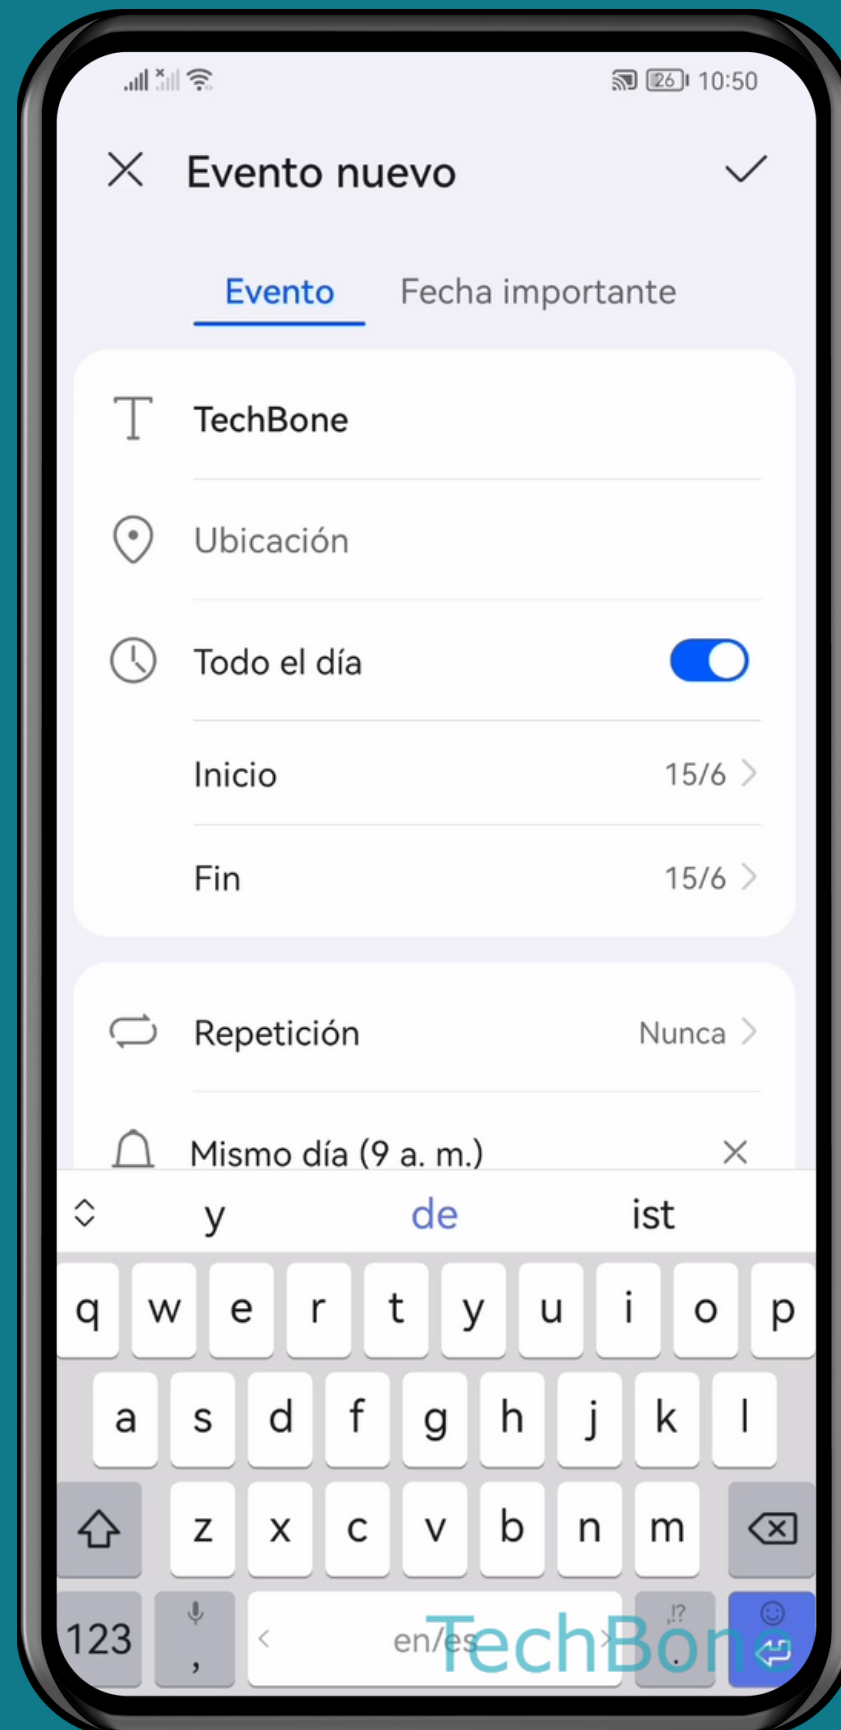 26 10:50
Evento nuevo
Evento Fecha importante
TechBone
Ubicación
Todo el día
Inicio 15/6
Fin 15/6
Repetición Nunca
Mismo día (9 a. m.)
y de ist
q w e r t y u i o p
a s d f g h j k l
z x c v b n m
123 , en/es ,!? .
TechBone